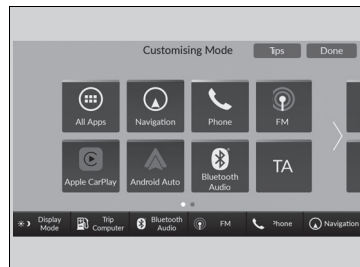 Customising Mode Tips Done
All Apps Navigation Phone FM
Apple CarPlay Android Auto Bluetooth Audio TA
Display Mode Trip Computer Bluetooth Audio FM Phone Navigation